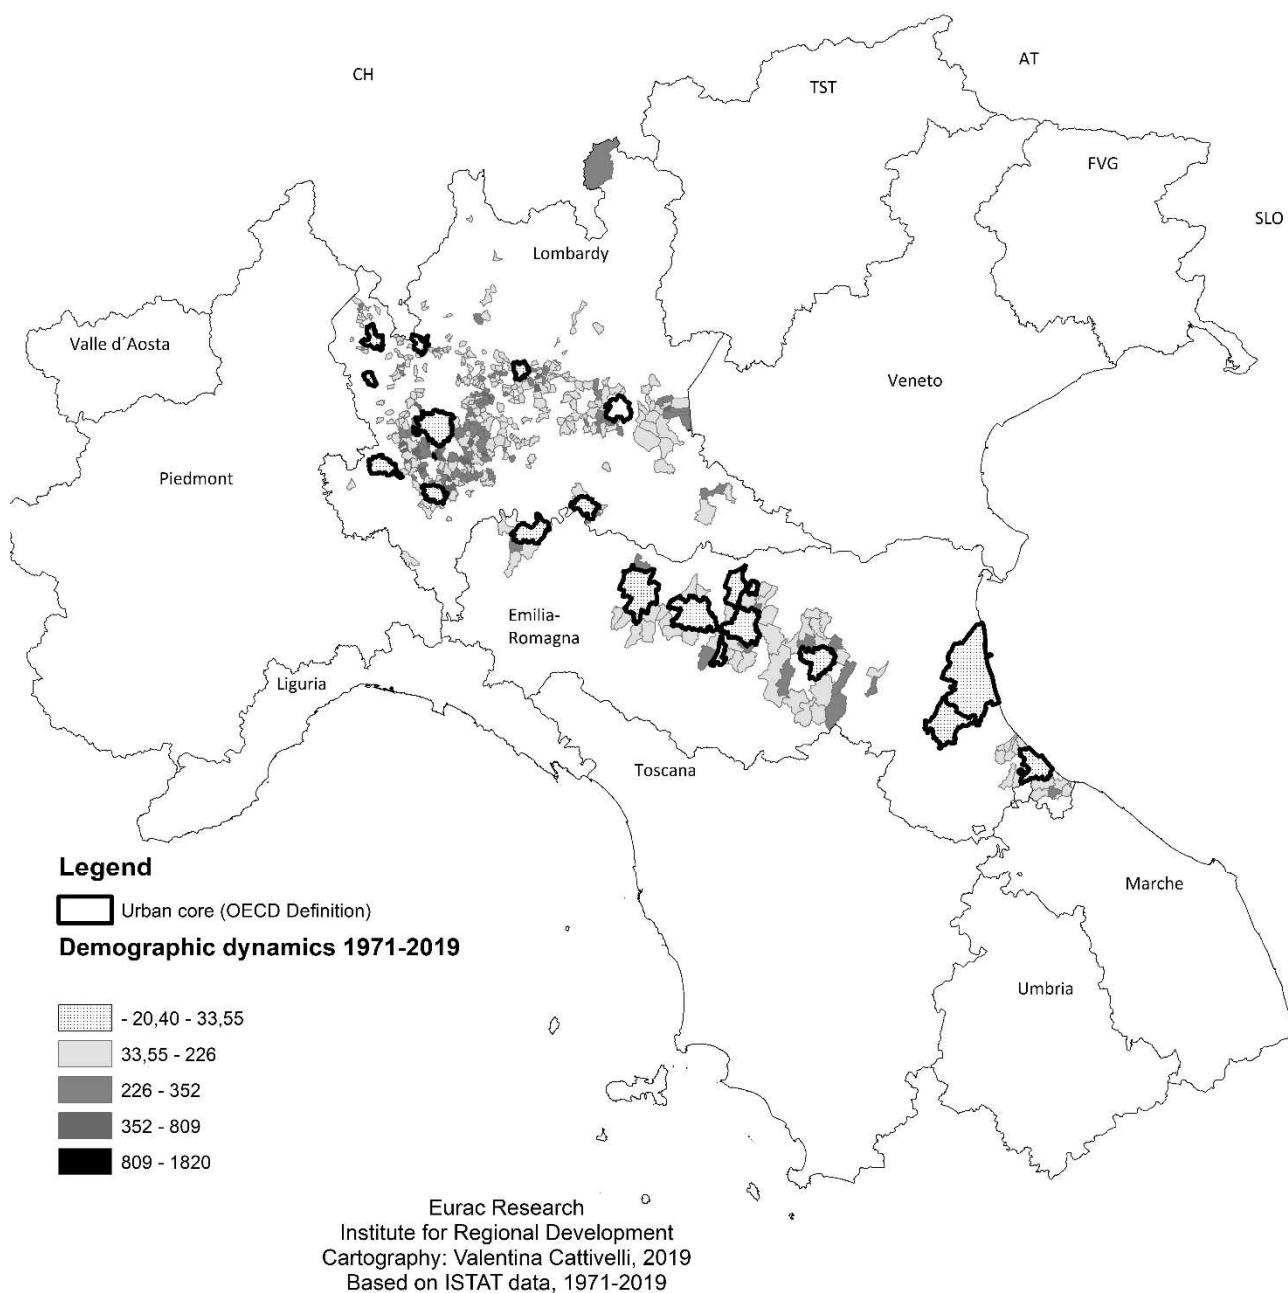 CH
AT
TST
FVG
SLO
Lombardy
Valle d´Aosta
Veneto
Piedmont
Emilia-
Romagna
Liguria
Toscana
Marche
Umbria
Legend
Urban core (OECD Definition)
Demographic dynamics 1971-2019
- 20,40 - 33,55
33,55 - 226
226 - 352
352 - 809
809 - 1820
Eurac Research
Institute for Regional Development
Cartography: Valentina Cattivelli, 2019
Based on ISTAT data, 1971-2019